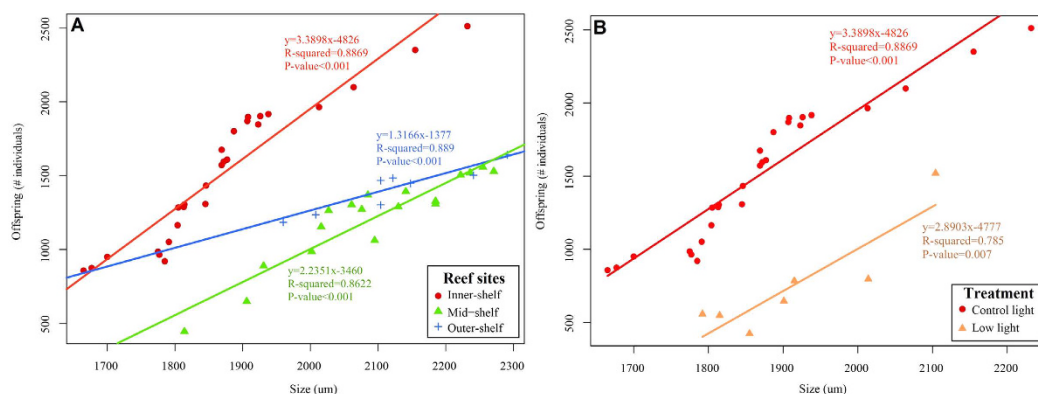 A
y=3.3898x-4826
R-squared=0.8869
P-value<0.001
y=1.3166x-1377
R-squared=0.889
P-value<0.001
y=2.2351x-3460
R-squared=0.8622
P-value<0.001
Reef sites
Inner-shelf
Mid-shelf
Outer-shelf
Offspring (# individuals)
2500
2000
1500
1000
500
1700 1800 1900 2000 2100 2200 2300
Size (um)
B
y=3.3898x-4826
R-squared=0.8869
P-value<0.001
y=2.8903x-4777
R-squared=0.785
P-value=0.007
Treatment
Control light
Low light
Offspring (# individuals)
2500
2000
1500
1000
500
1700 1800 1900 2000 2100 2200
Size (um)